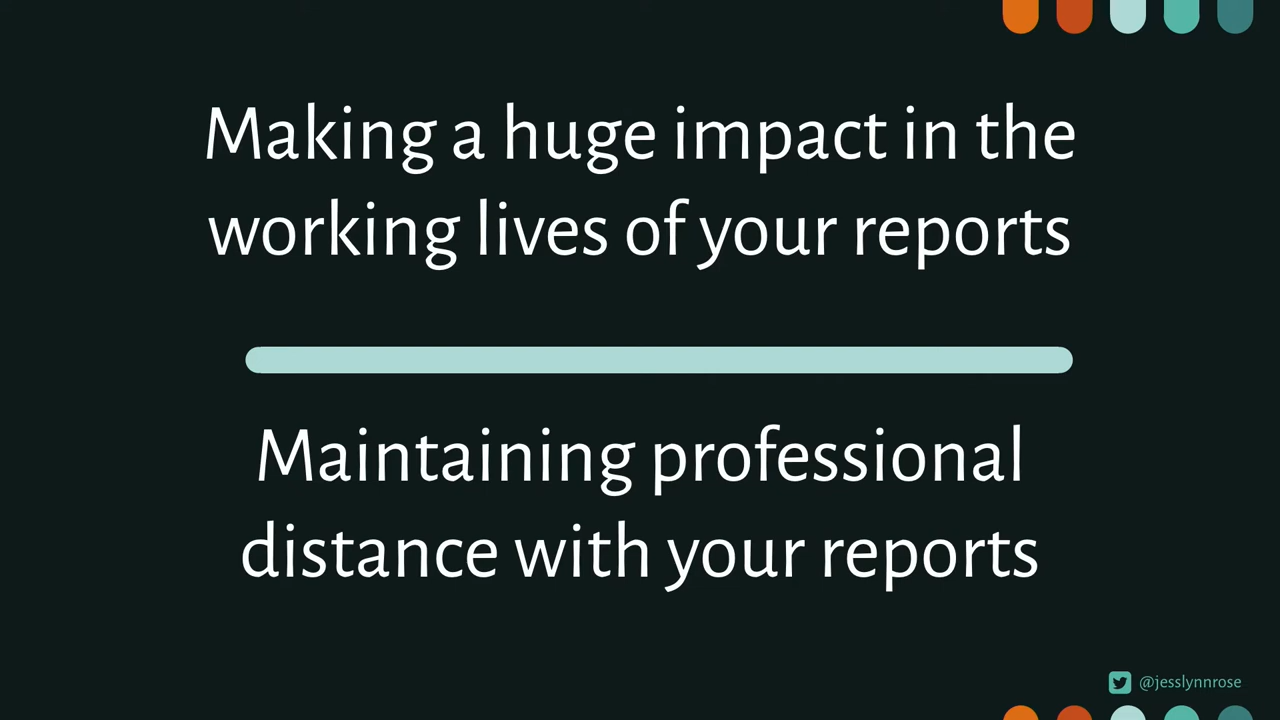 Making a huge impact in the
working lives of your reports
Maintaining professional
distance with your reports
@jesslynnrose